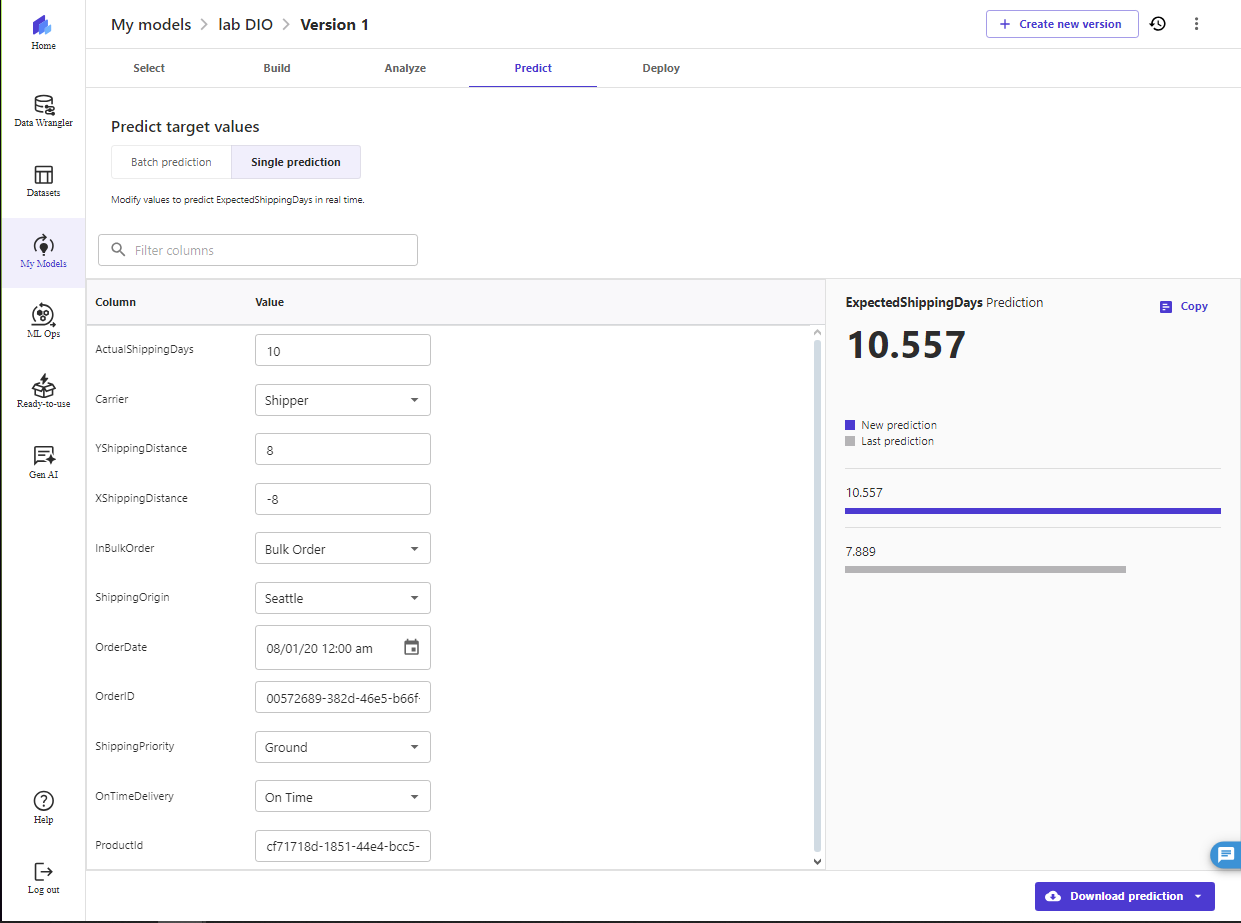 Home
Data Wrangler
Datasets
My Models
ML Ops
Ready-to-use
Gen AI
Help
Log out
My models > lab DIO > Version 1
+ Create new version
Select Build Analyze Predict Deploy
Predict target values
Batch prediction Single prediction
Modify values to predict ExpectedShippingDays in real time.
Filter columns
Column Value
ActualShippingDays 10
Carrier Shipper
YShippingDistance 8
XShippingDistance -8
InBulkOrder Bulk Order
ShippingOrigin Seattle
OrderDate 08/01/20 12:00 am
OrderID 00572689-382d-46e5-b66f-
ShippingPriority Ground
OnTimeDelivery On Time
ProductId cf71718d-1851-44e4-bcc5-
ExpectedShippingDays Prediction
Copy
10.557
New prediction
Last prediction
10.557
7.889
Download prediction